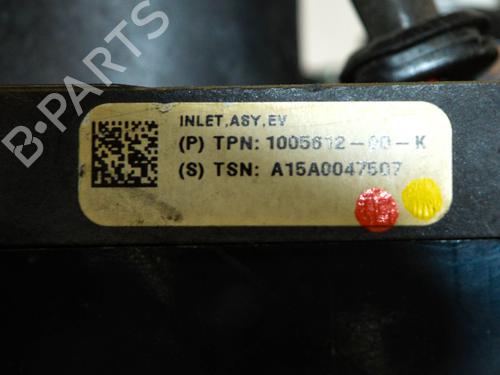 B-PARTS
INLET,ASY,EV
(P) TPN: 1005612-00-K
(S) TSN: A15A0047507